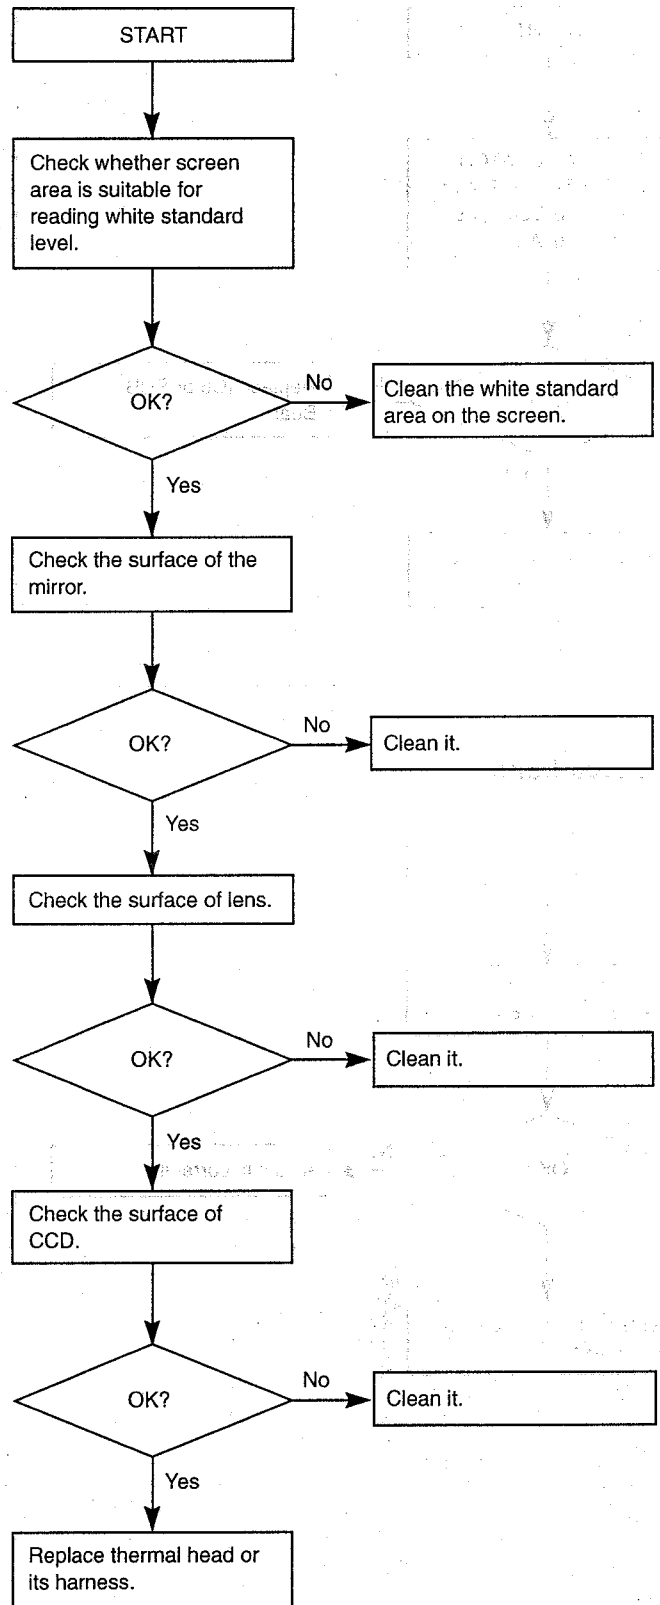 START
Check whether screen
area is suitable for
reading white standard
level.
OK?
No
Clean the white standard
area on the screen.
Yes
Check the surface of the
mirror.
OK?
No
Clean it.
Yes
Check the surface of lens.
OK?
No
Clean it.
Yes
Check the surface of
CCD.
OK?
No
Clean it.
Yes
Replace thermal head or
its harness.